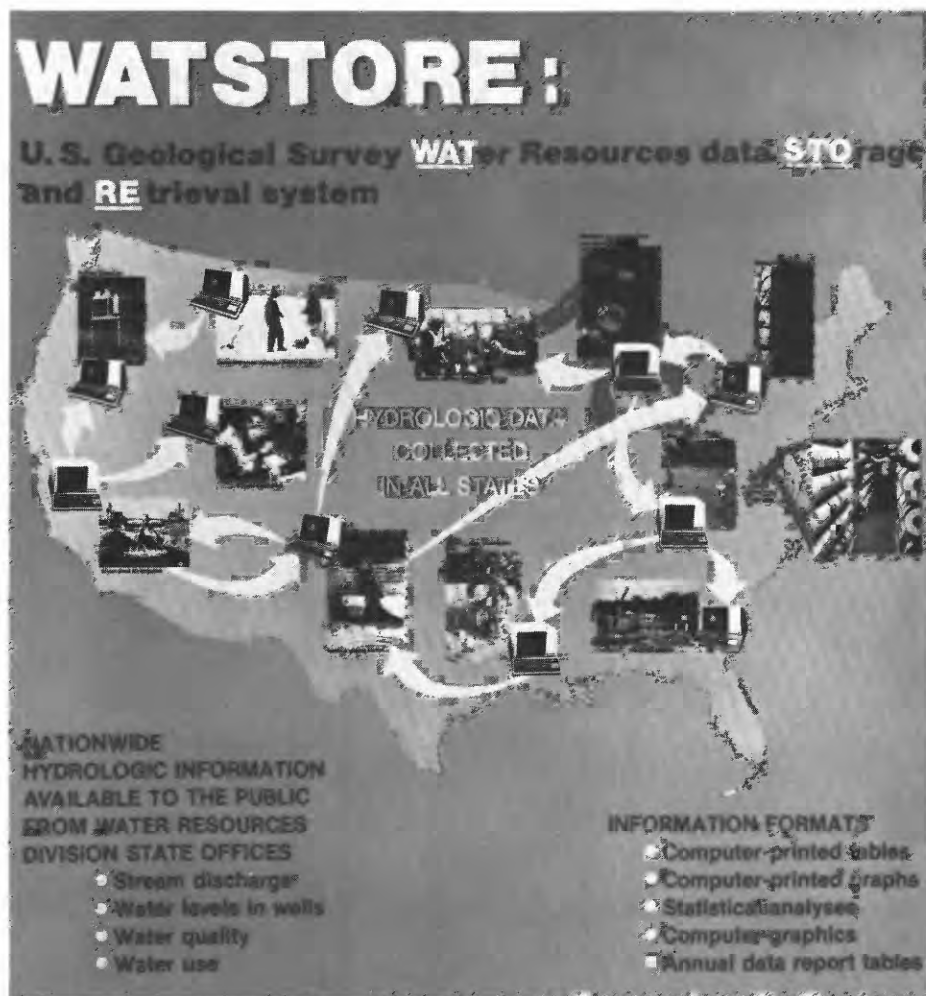 WATSTORE:
U.S. Geological Survey WATer Resources data STOrage
and REtrieval system
HYDROLOGIC DATA
COLLECTED
IN ALL STATES
NATIONWIDE
HYDROLOGIC INFORMATION
AVAILABLE TO THE PUBLIC
FROM WATER RESOURCES
DIVISION STATE OFFICES
Stream discharge
Water levels in wells
Water quality
Water use
INFORMATION FORMATS
Computer-printed tables
Computer-printed graphs
Statistical analyses
Computer graphics
Annual data report tables